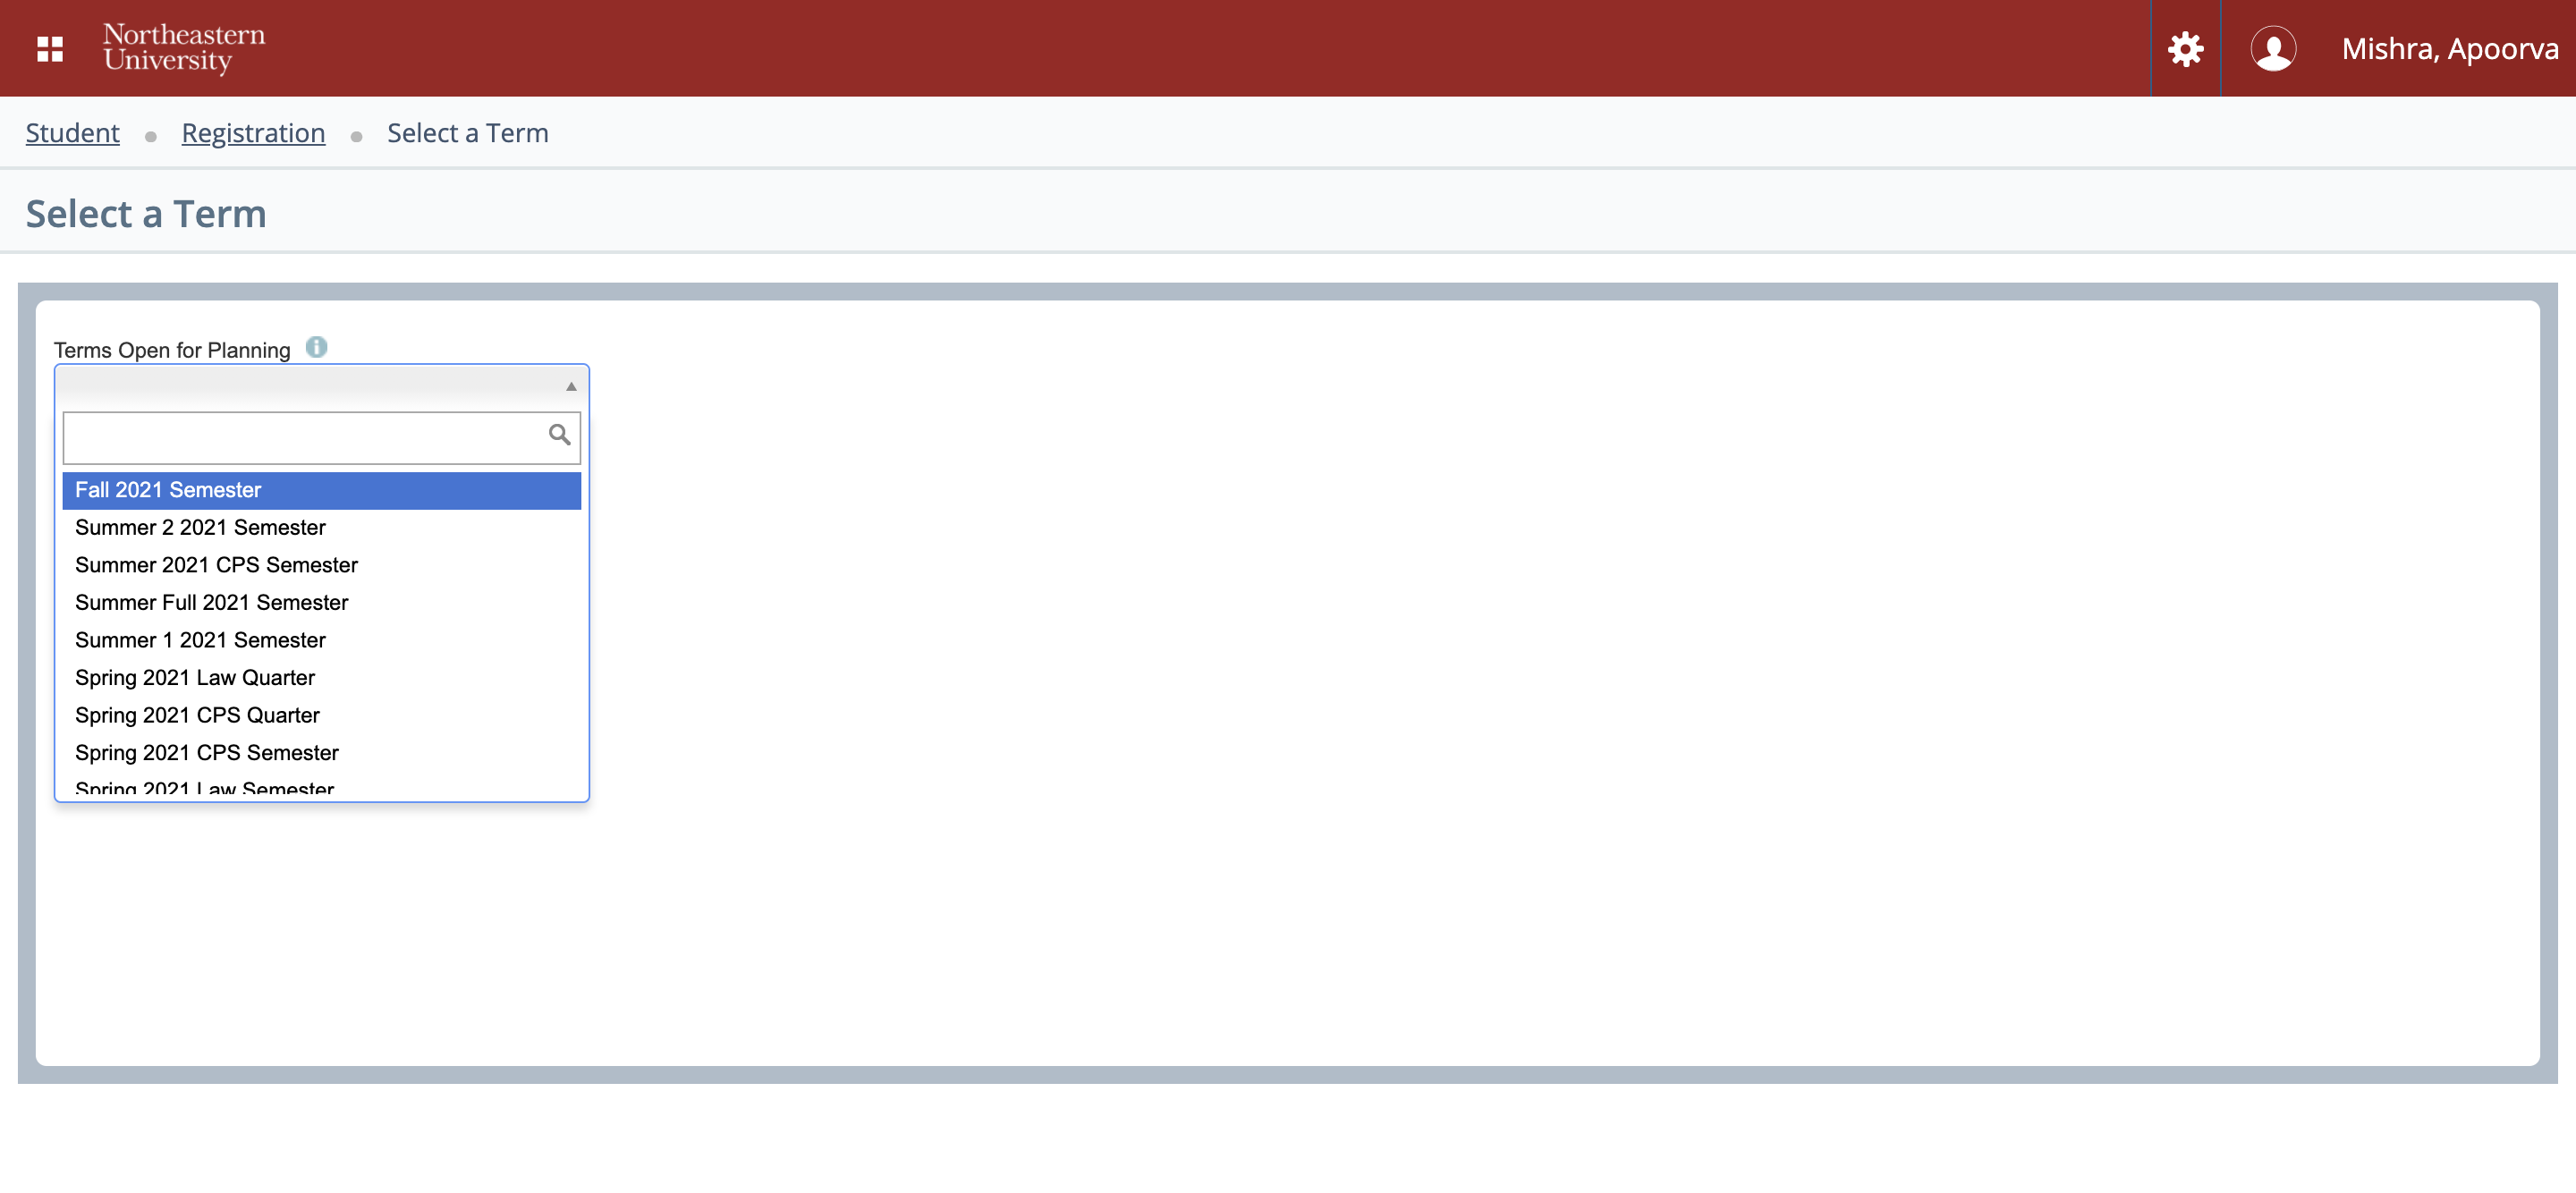 Northeastern
University
Mishra, Apoorva
Student • Registration • Select a Term
Select a Term
Terms Open for Planning
Fall 2021 Semester
Summer 2 2021 Semester
Summer 2021 CPS Semester
Summer Full 2021 Semester
Summer 1 2021 Semester
Spring 2021 Law Quarter
Spring 2021 CPS Quarter
Spring 2021 CPS Semester
Spring 2021 Law Semester